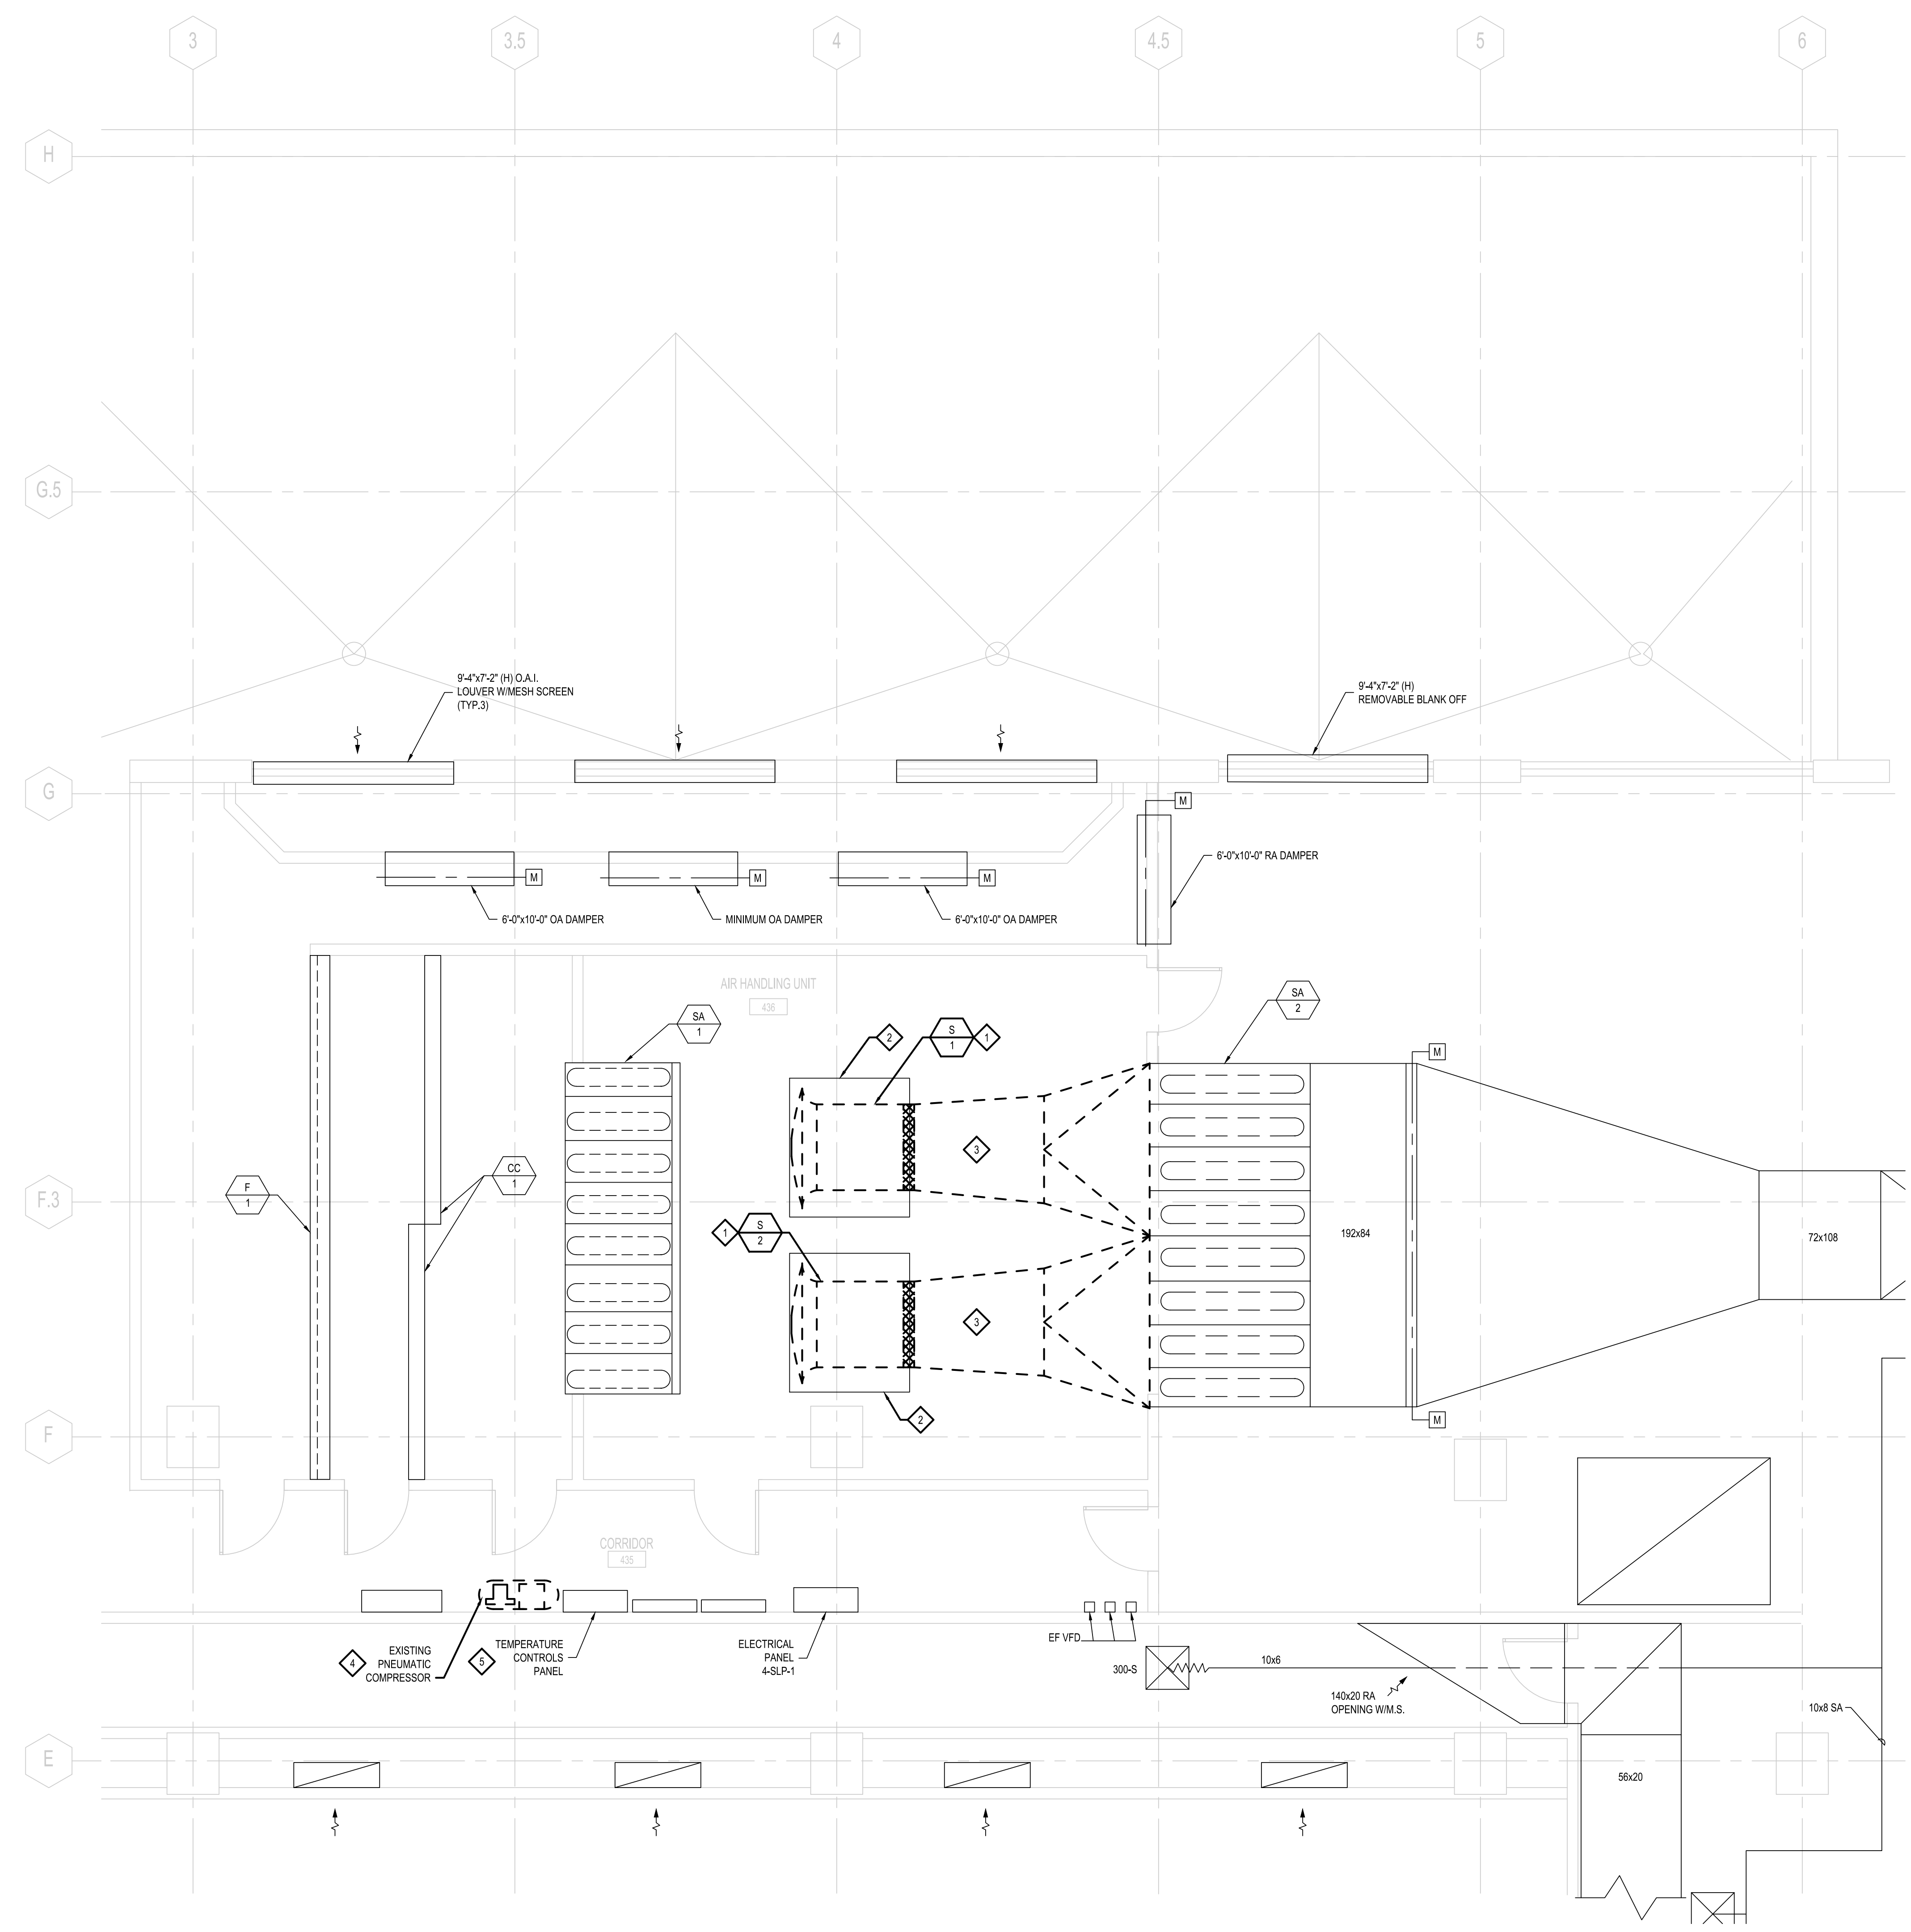 3
3.5
4
4.5
5
6
H
G.5
9'-4"x7'-2" (H) O.A.I.
LOUVER W/MESH SCREEN
(TYP.3)
9'-4"x7'-2" (H)
REMOVABLE BLANK OFF
G
M
6'-0"x10'-0" RA DAMPER
M
M
M
6'-0"x10'-0" OA DAMPER
MINIMUM OA DAMPER
6'-0"x10'-0" OA DAMPER
AIR HANDLING UNIT
436
SA
1
SA
2
2
S
1
1
M
3
CC
1
F
1
F.3
1
S
2
192x84
72x108
3
2
M
F
CORRIDOR
435
4
EXISTING
PNEUMATIC
COMPRESSOR
5
TEMPERATURE
CONTROLS
PANEL
ELECTRICAL
PANEL
4-SLP-1
EF VFD
300-S
10x6
140x20 RA
OPENING W/M.S.
10x8 SA
E
56x20